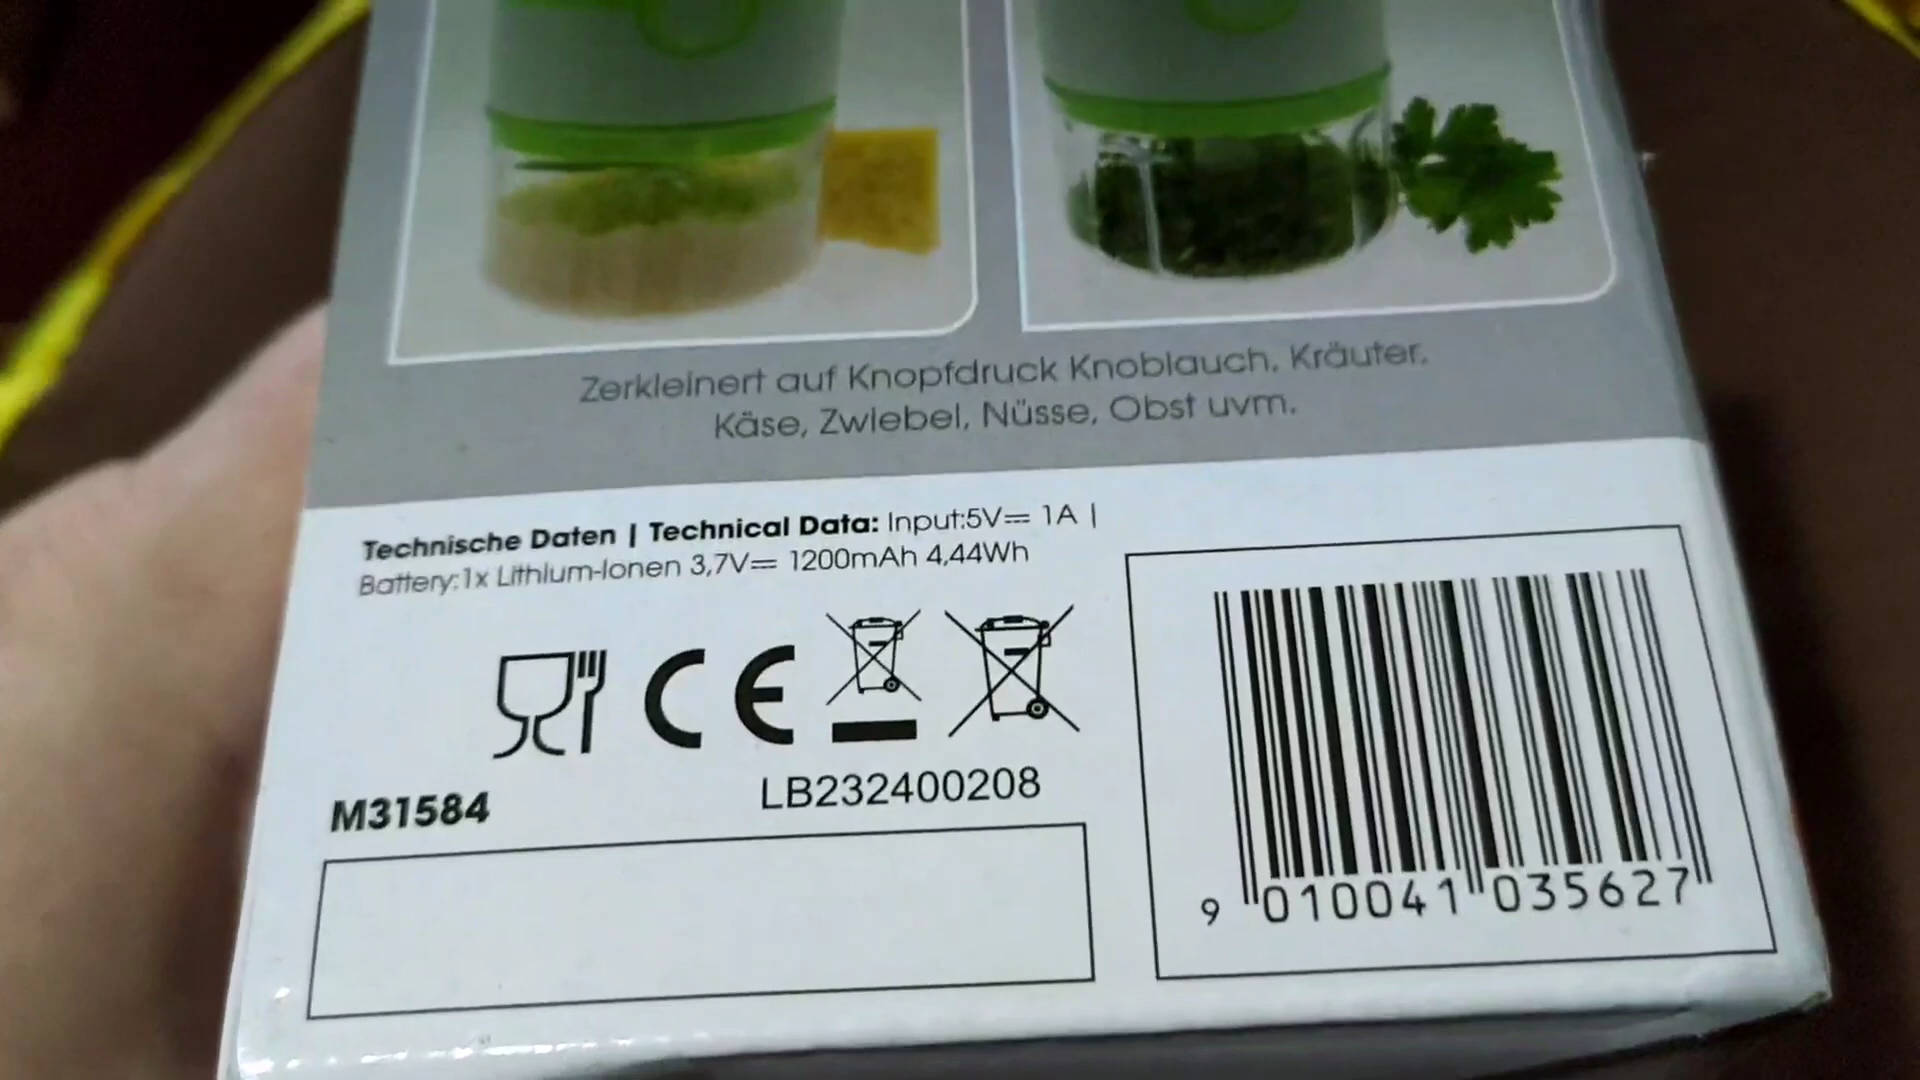 Zerkleinert auf Knopfdruck Knoblauch, Kräuter,
Käse, Zwiebel, Nüsse, Obst uvm.
Technische Daten | Technical Data: Input:5V⎓ 1A |
Battery:1x Lithium-Ionen 3,7V⎓ 1200mAh 4,44Wh
CE
M31584
LB232400208
9 010041 035627